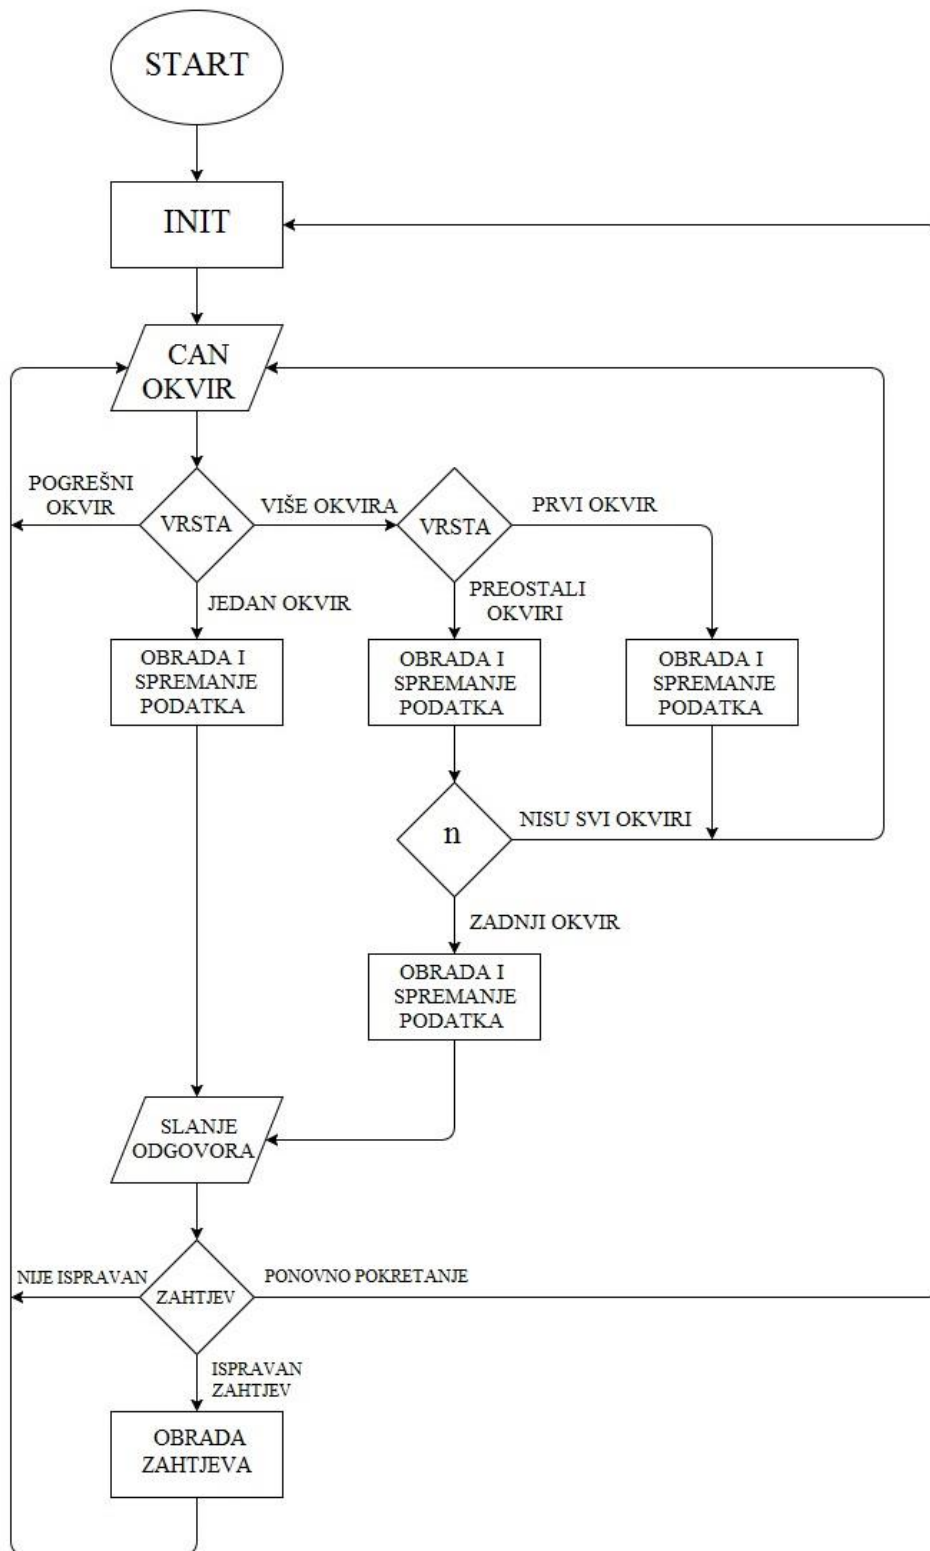 START
INIT
CAN
OKVIR
POGREŠNI
OKVIR
VRSTA
VIŠE OKVIRA
VRSTA
PRVI OKVIR
JEDAN OKVIR
PREOSTALI
OKVIRI
OBRADA I
SPREMANJE
PODATKA
OBRADA I
SPREMANJE
PODATKA
OBRADA I
SPREMANJE
PODATKA
n
NISU SVI OKVIRI
ZADNJI OKVIR
OBRADA I
SPREMANJE
PODATKA
SLANJE
ODGOVORA
NIJE ISPRAVAN
ZAHTJEV
PONOVNO POKRETANJE
ISPRAVAN
ZAHTJEV
OBRADA
ZAHTJEVA